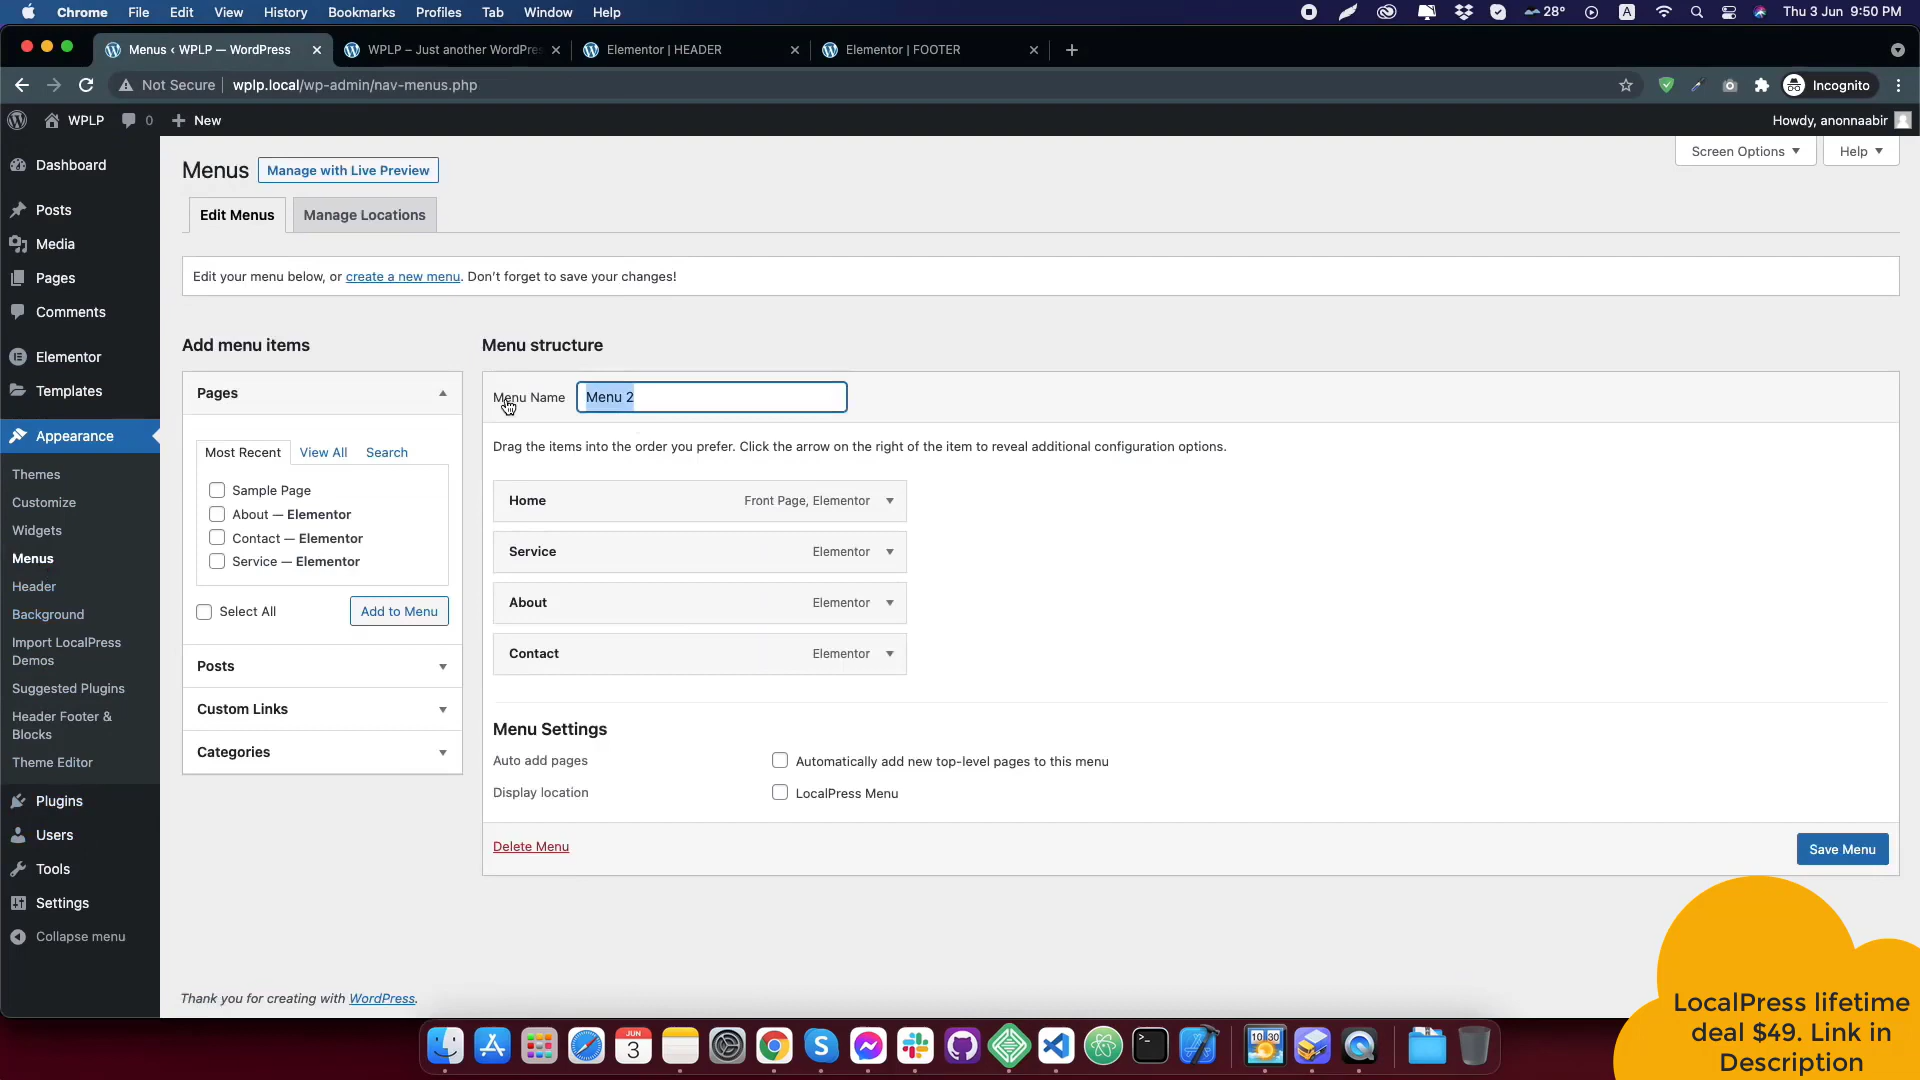 Chrome File Edit View History Bookmarks Profiles Tab Window Help 28° A Thu 3 Jun 9:50 PM
Menus ‹ WPLP — WordPress WPLP – Just another WordPres Elementor | HEADER Elementor | FOOTER
Not Secure wplp.local/wp-admin/nav-menus.php Incognito
WPLP 0 New Howdy, anonnaabir
Screen Options Help
Menus Manage with Live Preview
Edit Menus Manage Locations
Edit your menu below, or create a new menu. Don't forget to save your changes!
Dashboard
Posts
Media
Pages
Comments
Elementor
Templates
Appearance
Themes
Customize
Widgets
Menus
Header
Background
Import LocalPress
Demos
Suggested Plugins
Header Footer &
Blocks
Theme Editor
Plugins
Users
Tools
Settings
Collapse menu
Add menu items
Pages
Most Recent View All Search
Sample Page
About — Elementor
Contact — Elementor
Service — Elementor
Select All Add to Menu
Posts
Custom Links
Categories
Menu structure
Menu Name Menu 2
Drag the items into the order you prefer. Click the arrow on the right of the item to reveal additional configuration options.
Home Front Page, Elementor
Service Elementor
About Elementor
Contact Elementor
Menu Settings
Auto add pages Automatically add new top-level pages to this menu
Display location LocalPress Menu
Delete Menu Save Menu
Thank you for creating with WordPress.
LocalPress lifetime
deal $49. Link in
Description
JUN
3
10:30